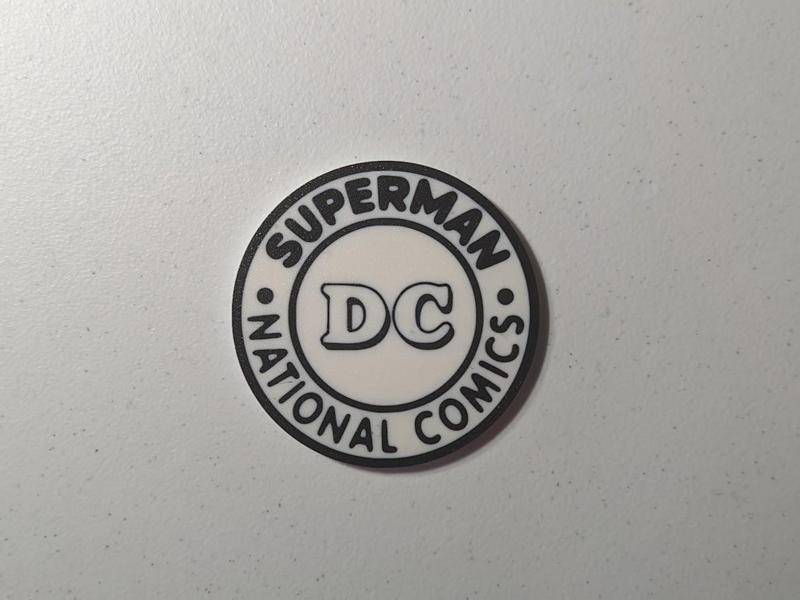 SUPERMAN
DC
• NATIONAL COMICS •